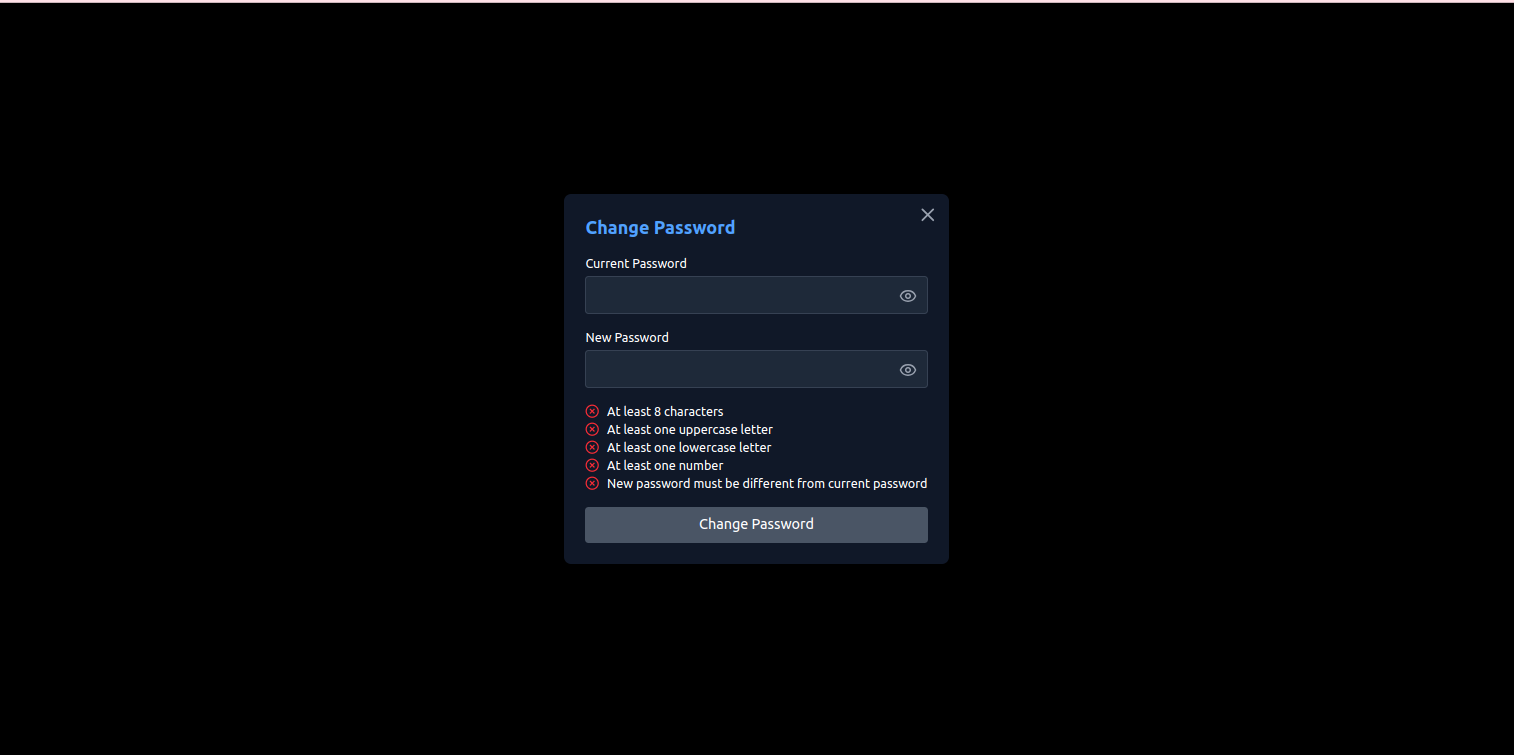 Change Password
Current Password
New Password
At least 8 characters
At least one uppercase letter
At least one lowercase letter
At least one number
New password must be different from current password
Change Password